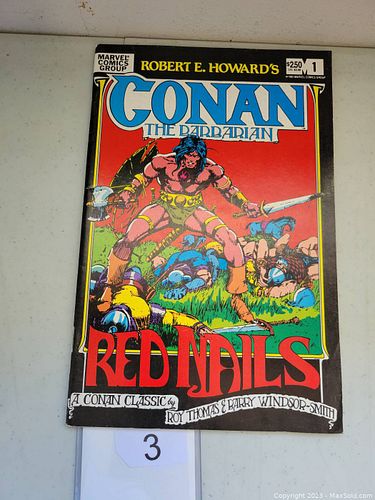 MARVEL COMICS GROUP
ROBERT E. HOWARD'S
$2.50
1
CONAN
THE BARBARIAN
RED NAILS
A CONAN CLASSIC by
ROY THOMAS & BARRY WINDSOR-SMITH
3
Copyright 2023 - MaxSold.com